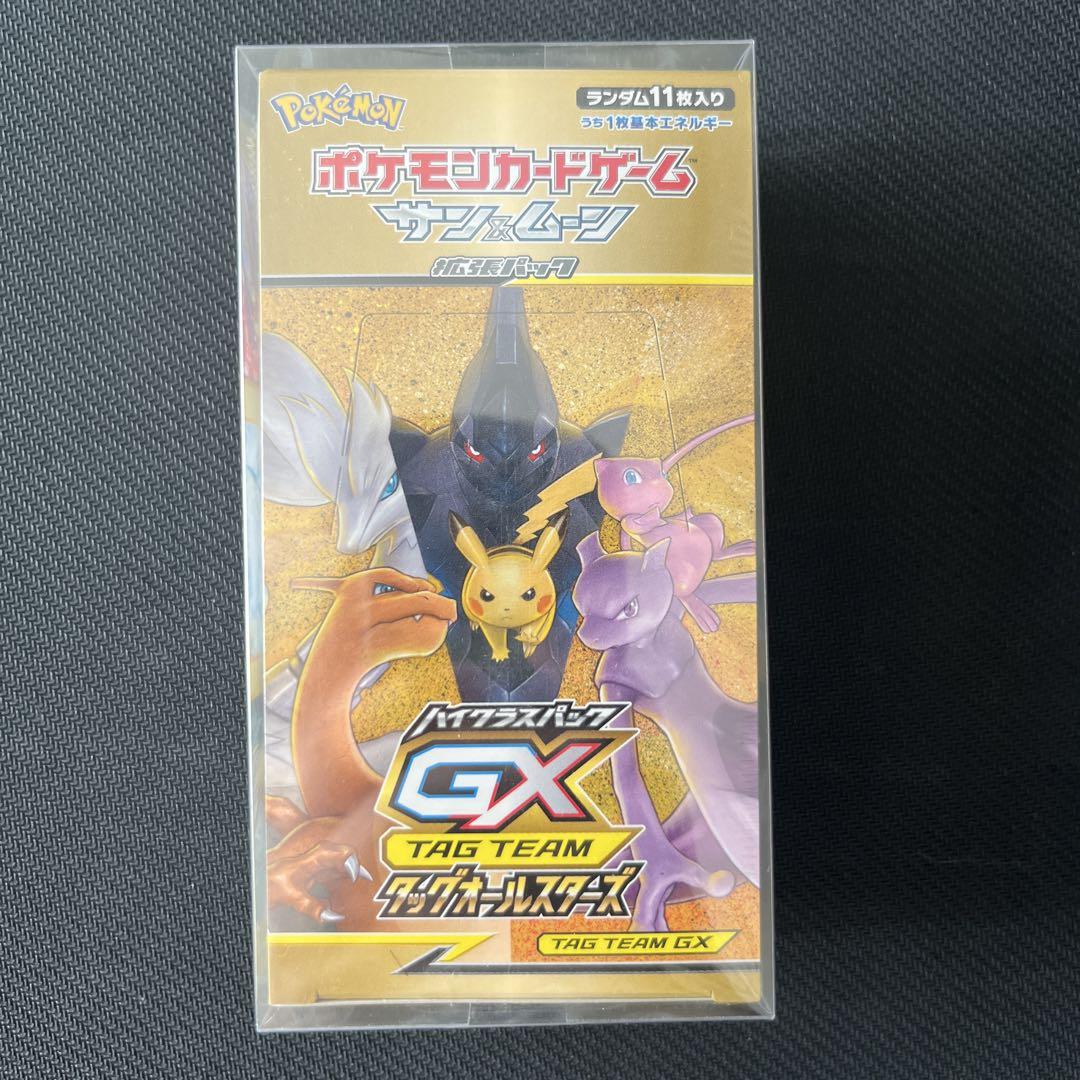 POKéMON
ランダム11枚入り
うち1枚基本エネルギー
ポケモンカードゲーム™
サン&ムーン
拡張パック
ハイクラスパック
GX
TAG TEAM
タッグオールスターズ
TAG TEAM GX